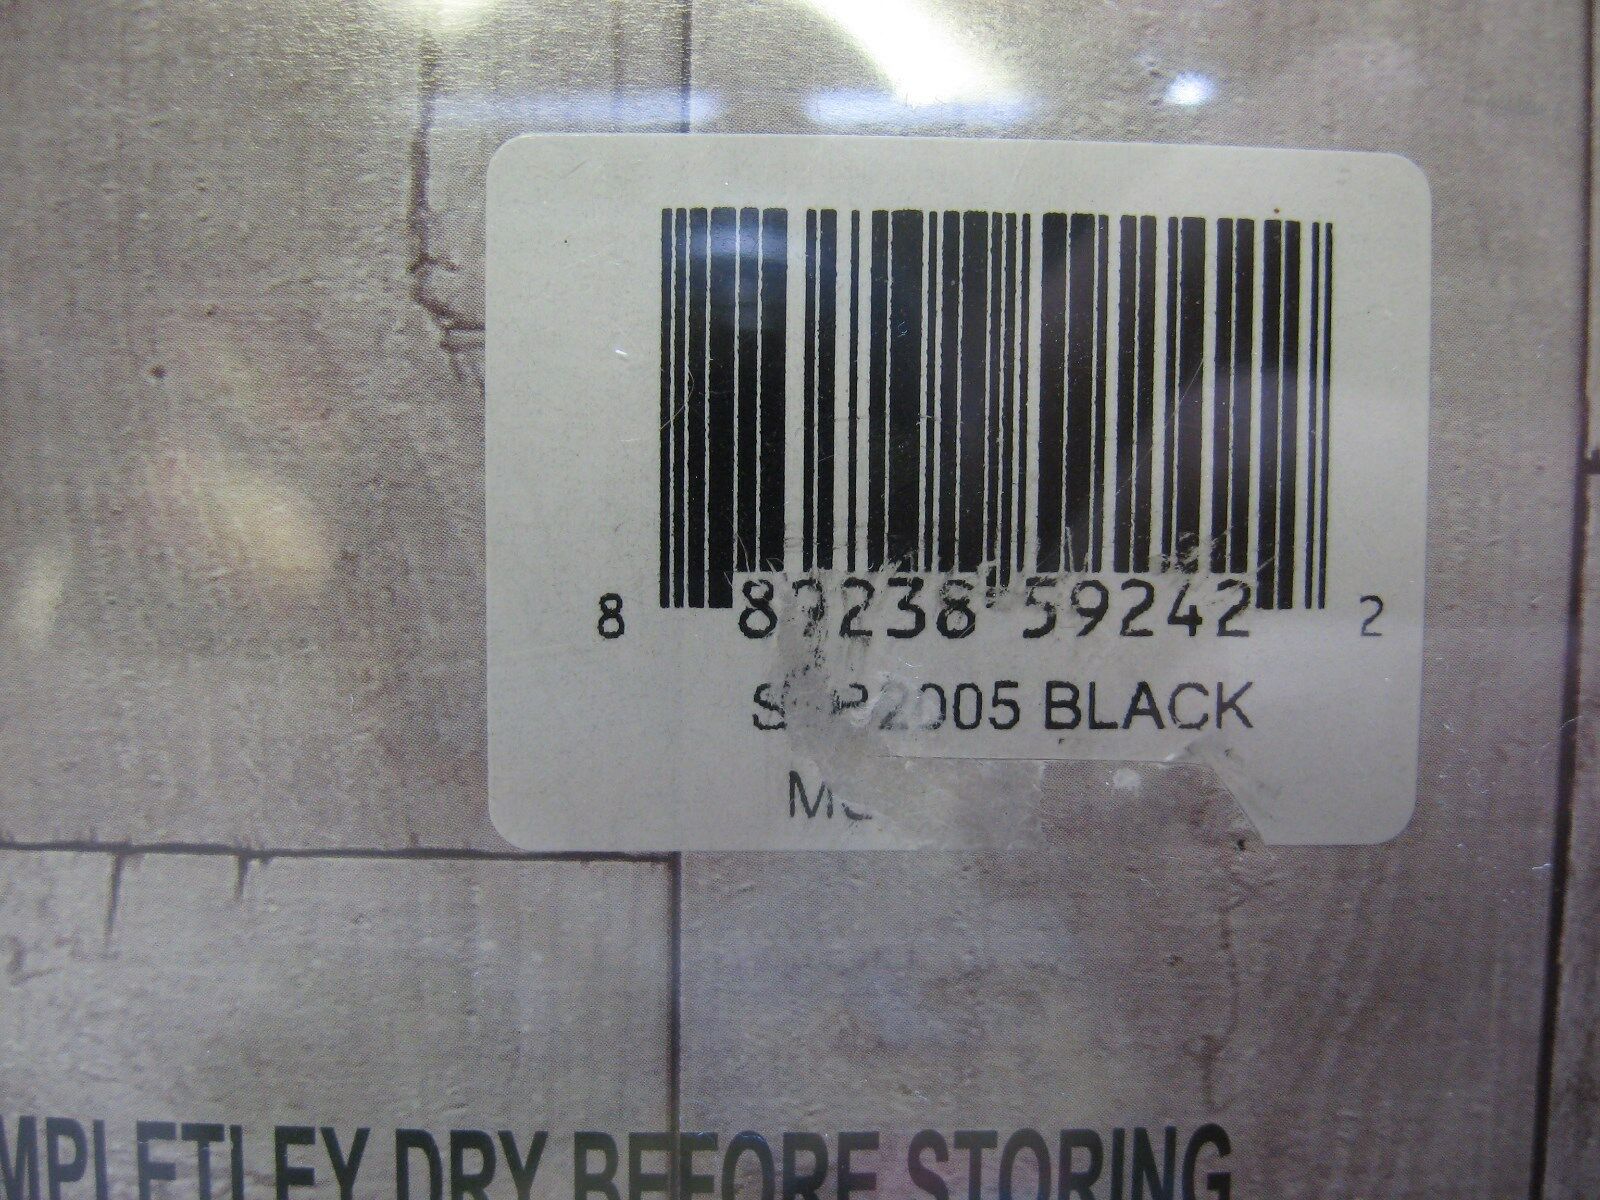 8 89238 59242 2
2005 BLACK
MPLETLEY DRY BEFORE STORING